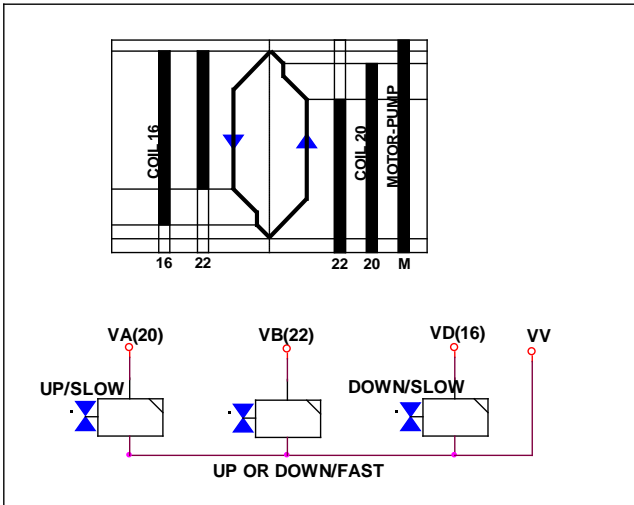 COIL 16
COIL 20
MOTOR-PUMP
16 22 22 20 M
VA(20) VB(22) VD(16) VV
UP/SLOW DOWN/SLOW
UP OR DOWN/FAST